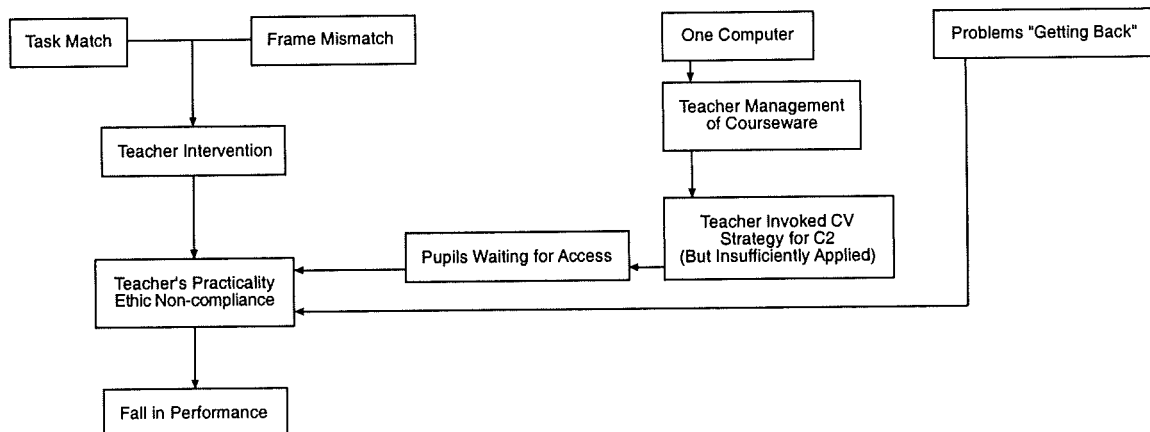 Task Match
Frame Mismatch
One Computer
Problems "Getting Back"
Teacher Management
of Courseware
Teacher Intervention
Teacher Invoked CV
Strategy for C2
(But Insufficiently Applied)
Pupils Waiting for Access
Teacher's Practicality
Ethic Non-compliance
Fall in Performance